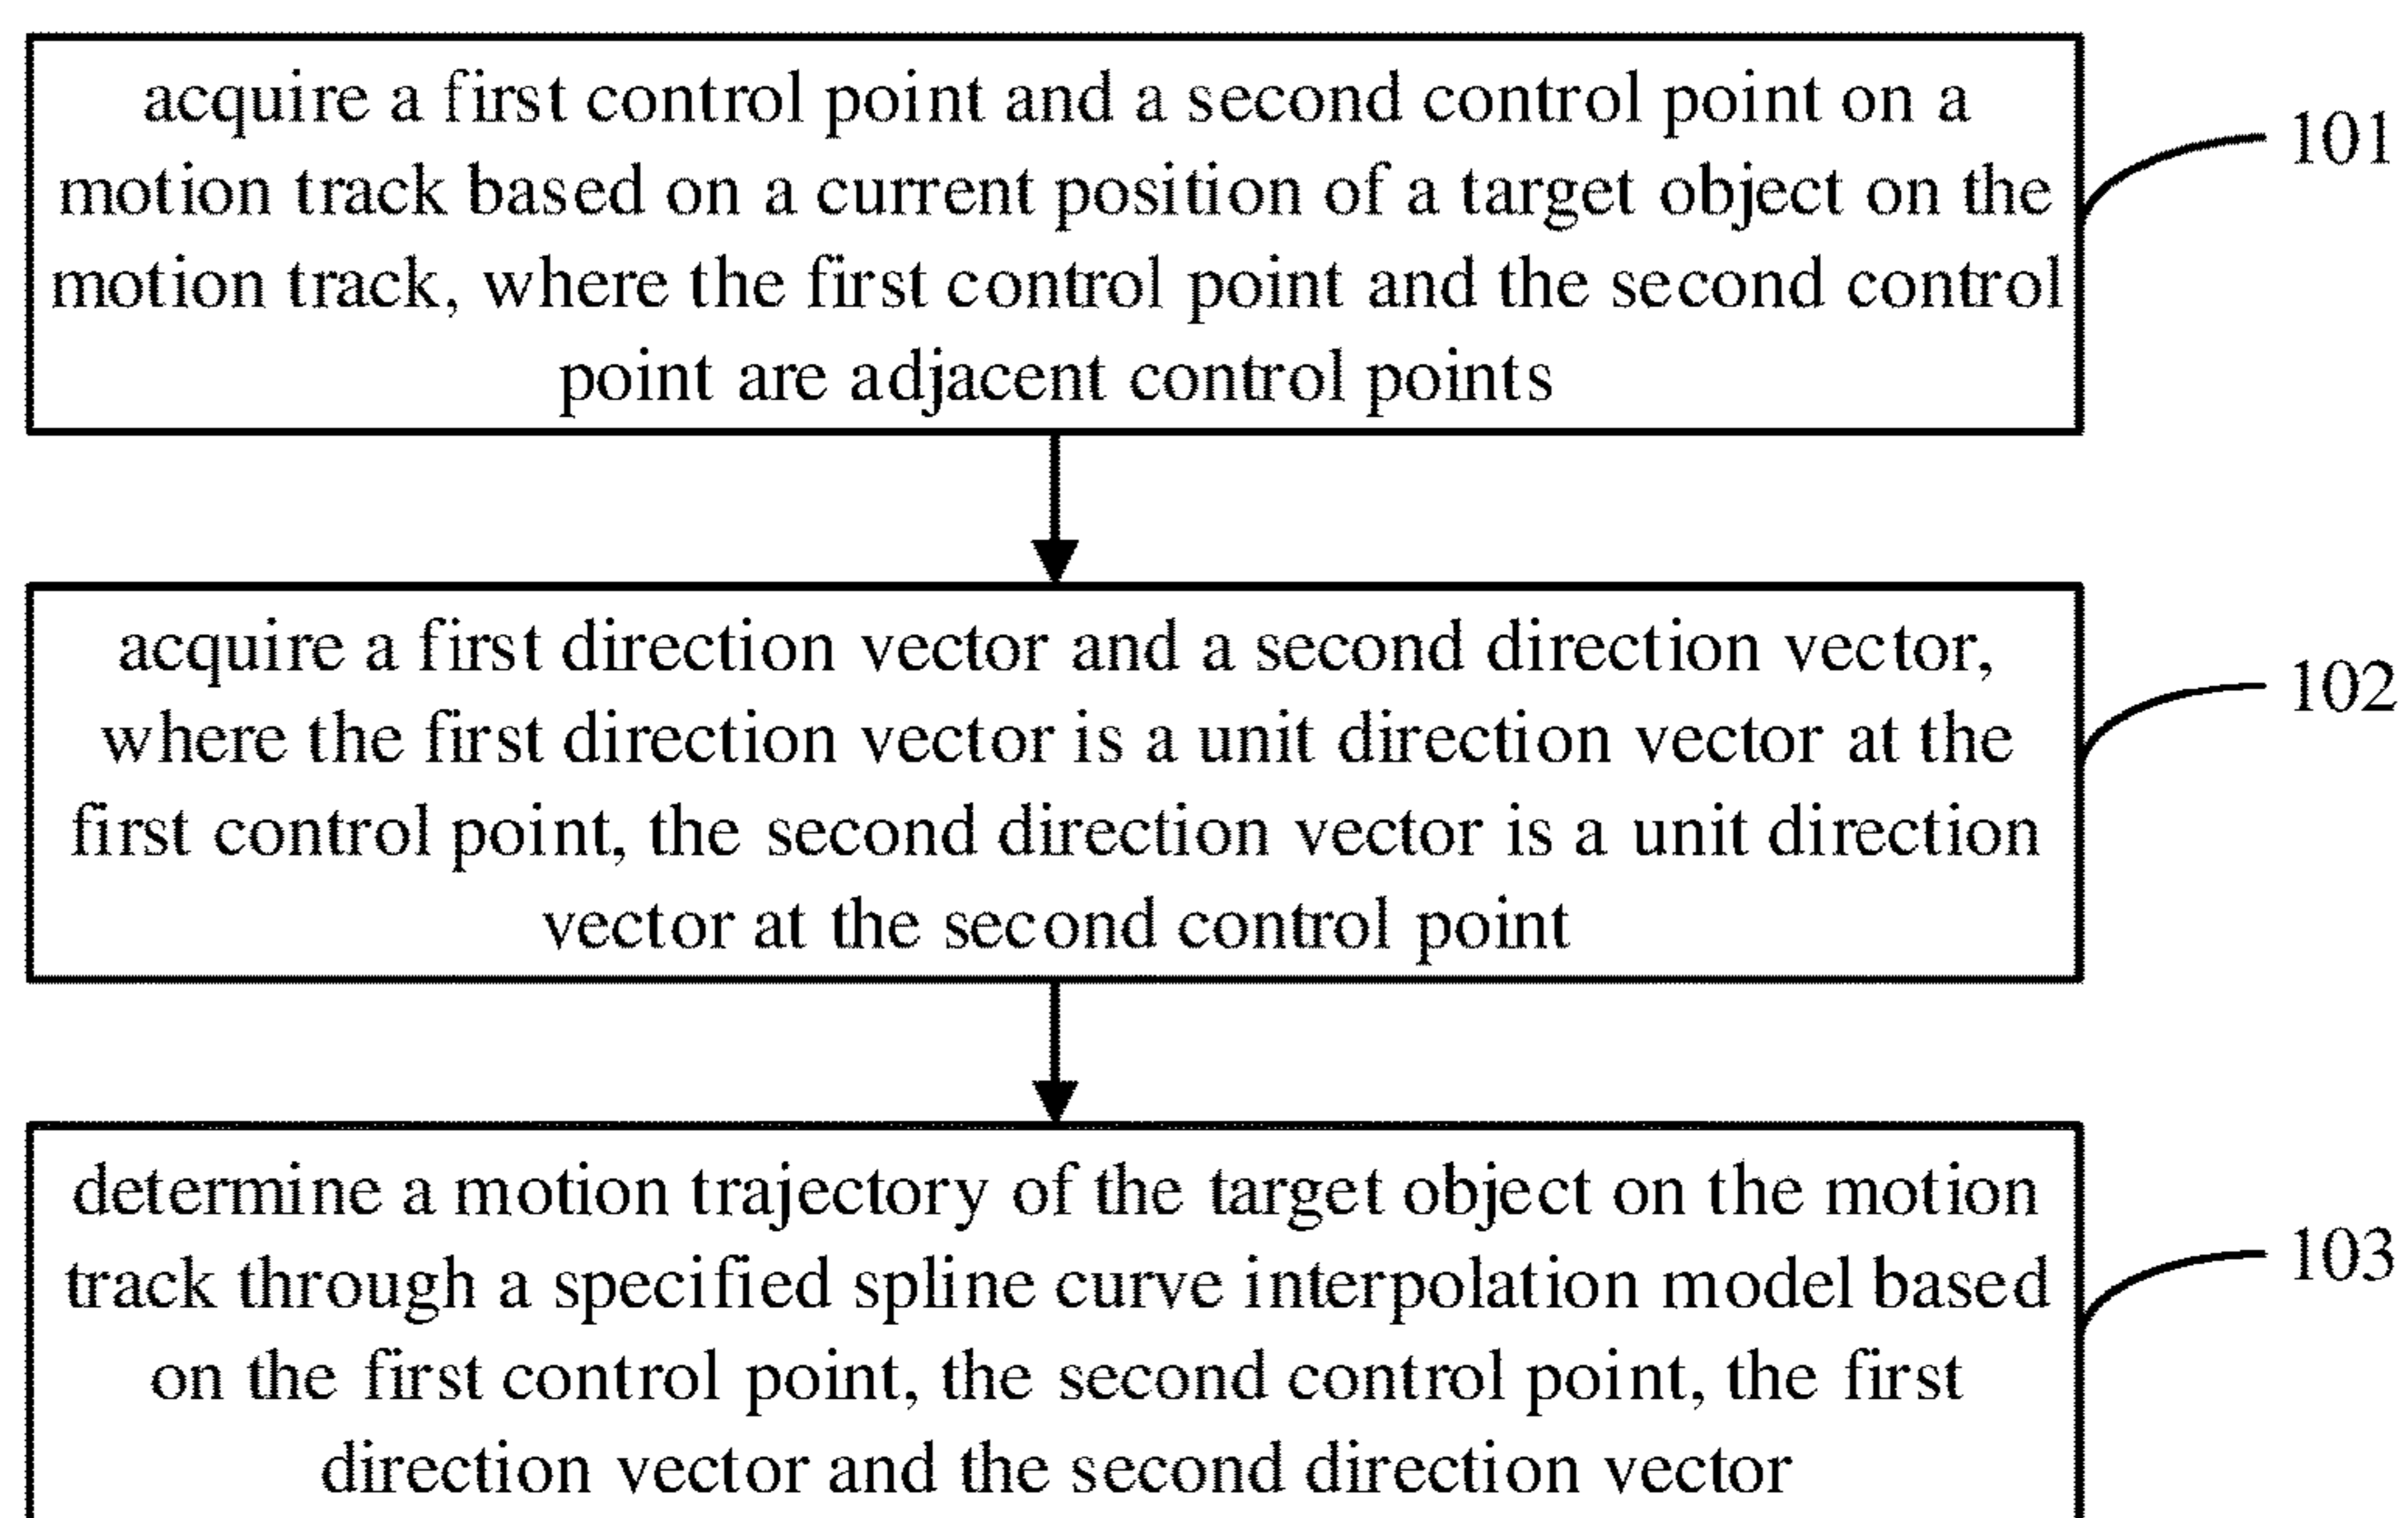 acquire a first control point and a second control point on a
motion track based on a current position of a target object on the
motion track, where the first control point and the second control
point are adjacent control points
101
acquire a first direction vector and a second direction vector,
where the first direction vector is a unit direction vector at the
first control point, the second direction vector is a unit direction
vector at the second control point
102
determine a motion trajectory of the target object on the motion
track through a specified spline curve interpolation model based
on the first control point, the second control point, the first
direction vector and the second direction vector
103